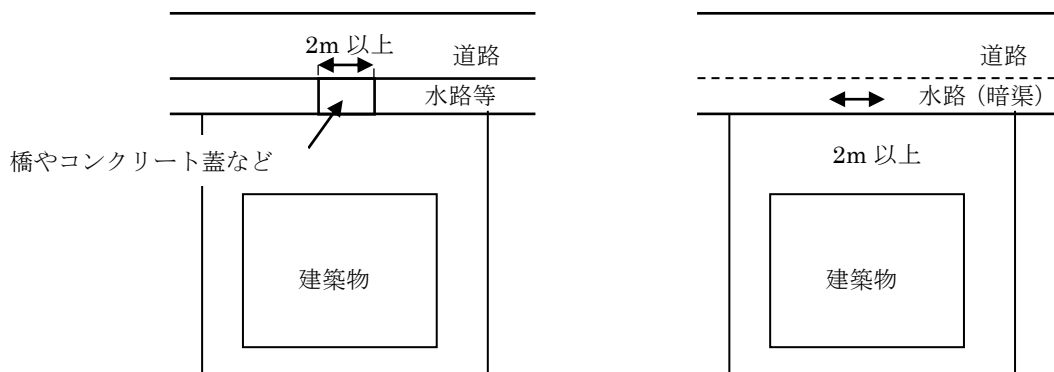 2m 以上
道路
水路等
橋やコンクリート蓋など
建築物
道路
水路（暗渠）
2m 以上
建築物